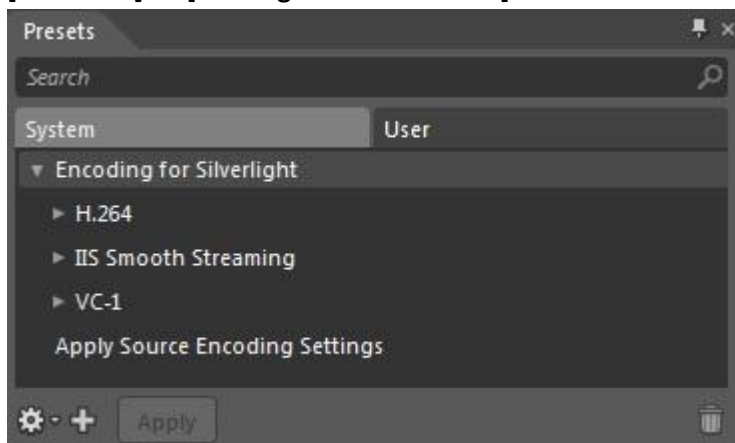 Presets
Search
System User
Encoding for Silverlight
H.264
IIS Smooth Streaming
VC-1
Apply Source Encoding Settings
Apply